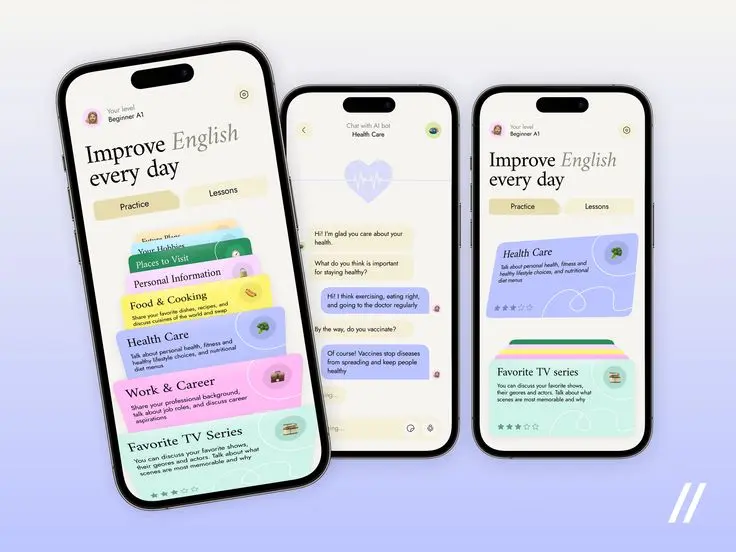 Your level
Beginner A1
Improve English
every day
Practice
Lessons
Future Plans
Your Hobbies
Places to Visit
Personal Information
Food & Cooking
Share your favorite dishes, recipes, and
discuss cuisines of the world and swap
Health Care
Talk about personal health, fitness and
healthy lifestyle choices, and nutritional
diet menus
Work & Career
Share your professional background,
talk about job roles, and discuss career
aspirations
Favorite TV Series
You can discuss your favorite shows,
their genres and actors. Talk about what
scenes are most memorable and why
Chat with AI bot
Health Care
Hi! I'm glad you care about your
health.
What do you think is important
for staying healthy?
Hi! I think exercising, eating right,
and going to the doctor regularly
By the way, do you vaccinate?
Of course! Vaccines stop diseases
from spreading and keep people
healthy
Your level
Beginner A1
Improve English
every day
Practice
Lessons
Health Care
Talk about personal health, fitness and
healthy lifestyle choices, and nutritional
diet menus
Favorite TV series
You can discuss your favorite shows,
their genres and actors. Talk about what
scenes are most memorable and why